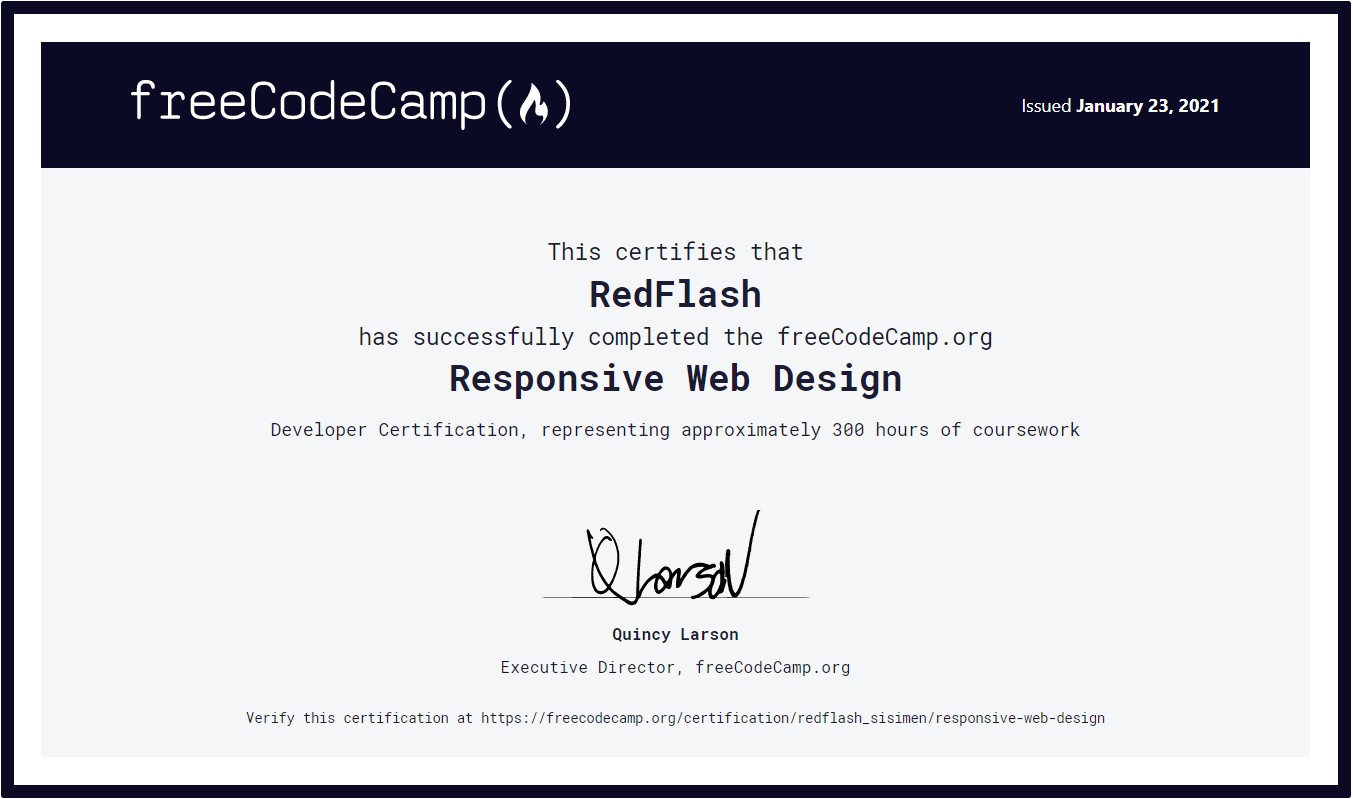 freeCodeCamp(🔥)
Issued January 23, 2021
This certifies that
RedFlash
has successfully completed the freeCodeCamp.org
Responsive Web Design
Developer Certification, representing approximately 300 hours of coursework
Q Larson
Quincy Larson
Executive Director, freeCodeCamp.org
Verify this certification at https://freecodecamp.org/certification/redflash_sisimen/responsive-web-design